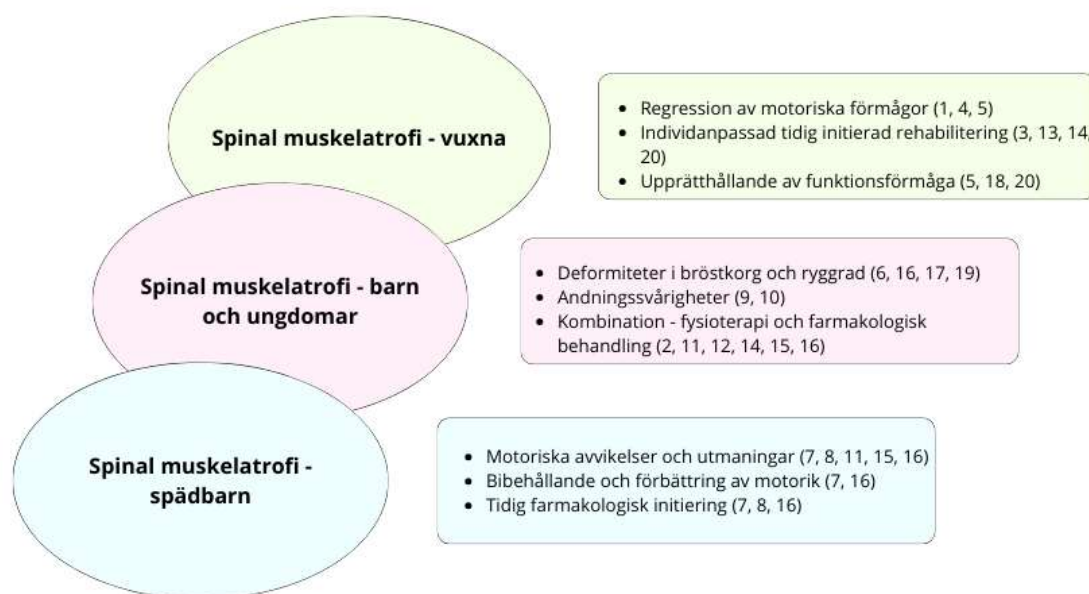 Spinal muskelatrofi - vuxna
• Regression av motoriska förmågor (1, 4, 5)
• Individanpassad tidig initierad rehabilitering (3, 13, 14,
20)
• Upprätthållande av funktionsförmåga (5, 18, 20)
Spinal muskelatrofi - barn
och ungdomar
• Deformiteter i bröstkorg och ryggrad (6, 16, 17, 19)
• Andningssvårigheter (9, 10)
• Kombination - fysioterapi och farmakologisk
behandling (2, 11, 12, 14, 15, 16)
Spinal muskelatrofi -
spädbarn
• Motoriska avvikelser och utmaningar (7, 8, 11, 15, 16)
• Bibehållande och förbättring av motorik (7, 16)
• Tidig farmakologisk initiering (7, 8, 16)